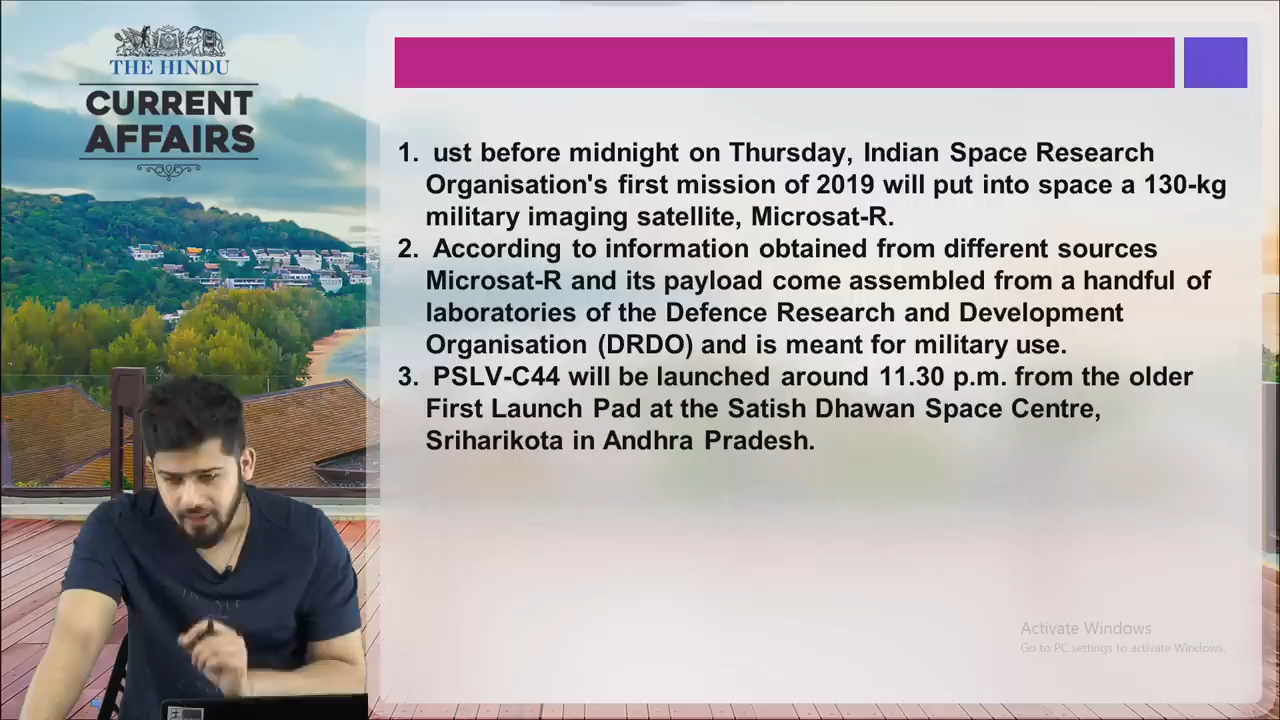 THE HINDU
CURRENT
AFFAIRS
1. ust before midnight on Thursday, Indian Space Research
Organisation's first mission of 2019 will put into space a 130-kg
military imaging satellite, Microsat-R.
2. According to information obtained from different sources
Microsat-R and its payload come assembled from a handful of
laboratories of the Defence Research and Development
Organisation (DRDO) and is meant for military use.
3. PSLV-C44 will be launched around 11.30 p.m. from the older
First Launch Pad at the Satish Dhawan Space Centre,
Sriharikota in Andhra Pradesh.
Activate Windows
Go to PC settings to activate Windows.